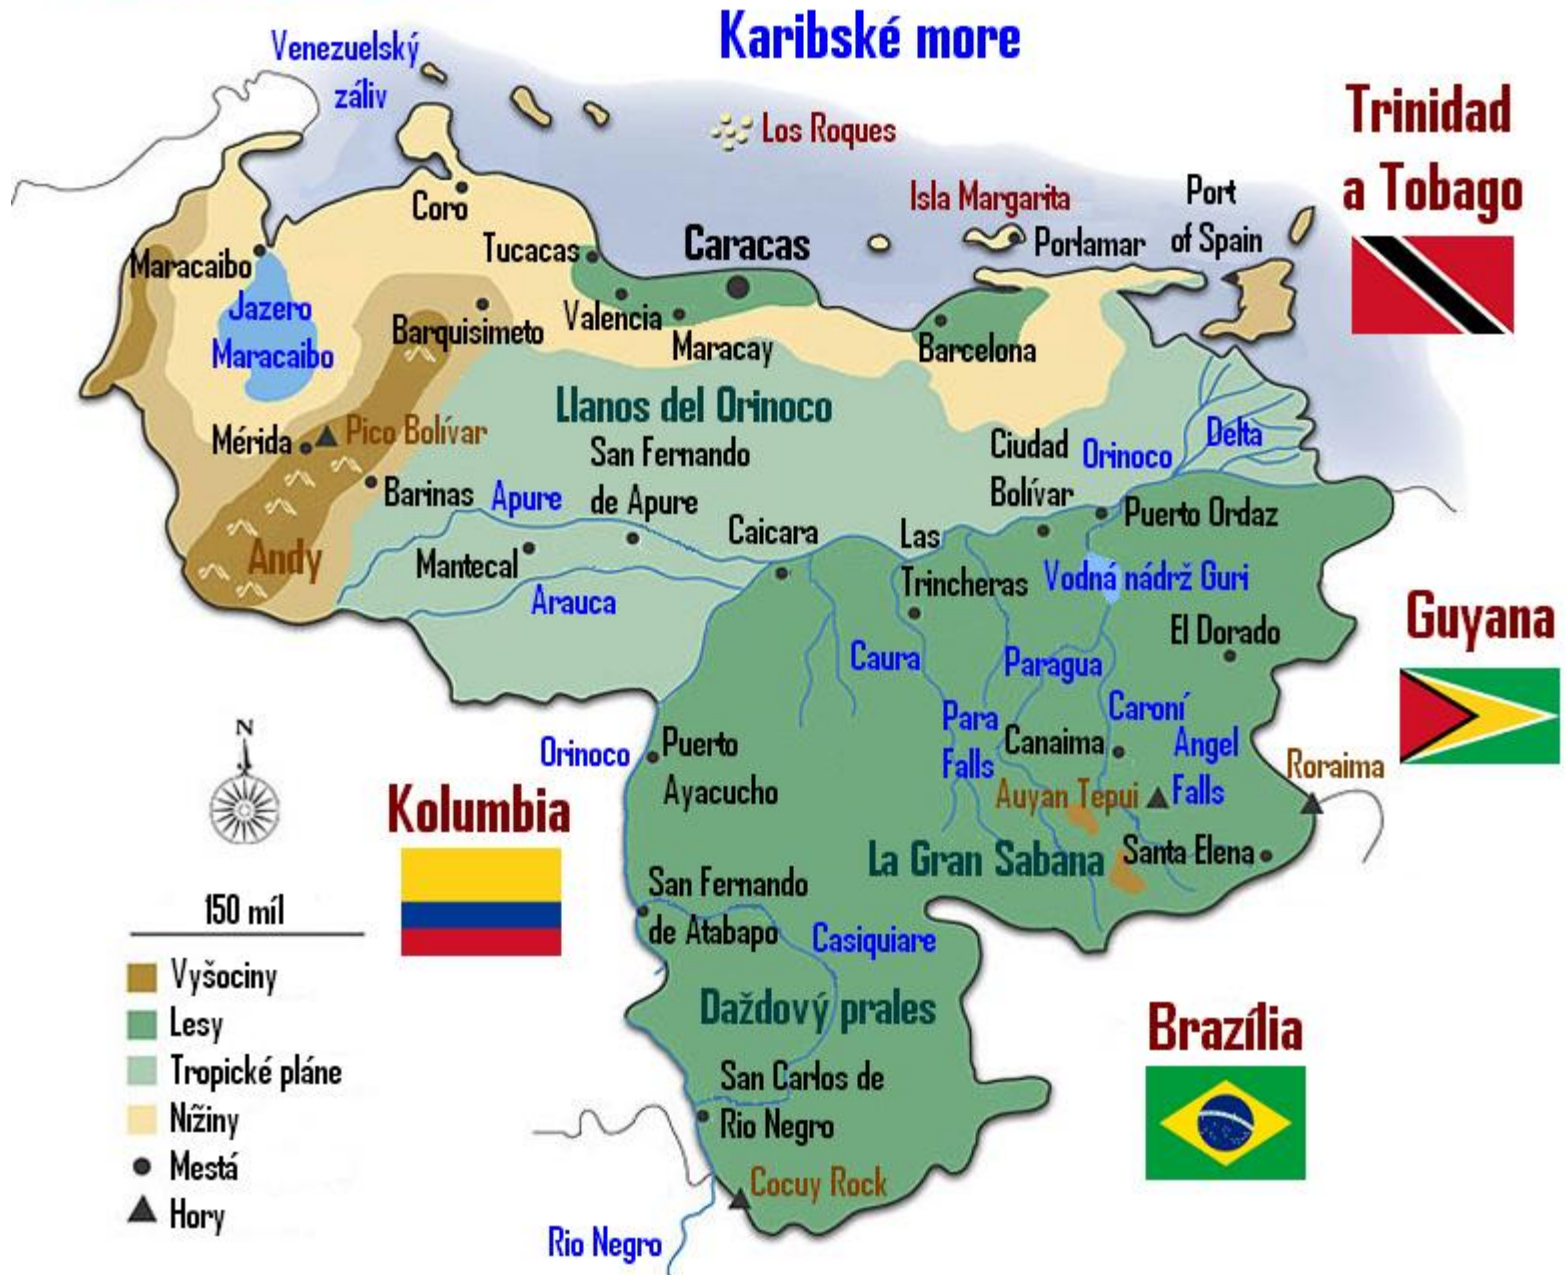 Karibské more
Venezuelský
záliv
Trinidad
a Tobago
Los Roques
Isla Margarita
Port
of Spain
Coro
Porlamar
Tucacas
Caracas
Maracaibo
Jazero
Maracaibo
Valencia
Barquisimeto
Maracay
Barcelona
Llanos del Orinoco
Mérida
Pico Bolívar
San Fernando
de Apure
Ciudad
Bolívar
Orinoco
Delta
Barinas
Apure
Puerto Ordaz
Caicara
Las
Trincheras
Andy
Mantecal
Arauca
Vodná nádrž Guri
El Dorado
Guyana
Caura
Paragua
Para
Falls
Caroní
Canaima
Angel
Falls
Roraima
Auyan Tepui
N
Orinoco
Puerto
Ayacucho
Kolumbia
La Gran Sabana
Santa Elena
San Fernando
de Atabapo
Casiquiare
150 míl
Vyšociny
Lesy
Tropické pláne
Nížiny
Mestá
Hory
Daždový prales
Brazília
San Carlos de
Rio Negro
Cocuy Rock
Rio Negro